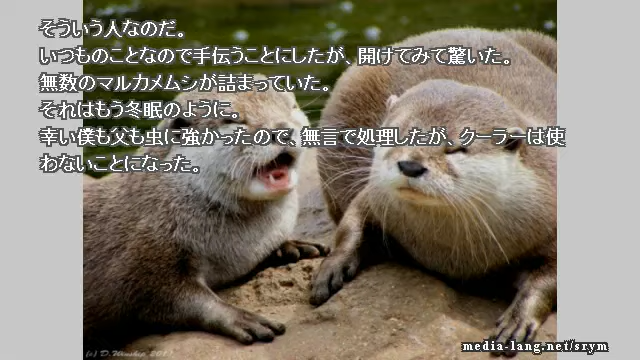 そういう人なのだ。
いつものことなので手伝うことにしたが、開けてみて驚いた。
無数のマルカメムシが詰まっていた。
それはもう冬眠のように。
幸い僕も父も虫に強かったので、無言で処理したが、クーラーは使
わないことになった。
(c) D.Winship
media-lang.net/srym